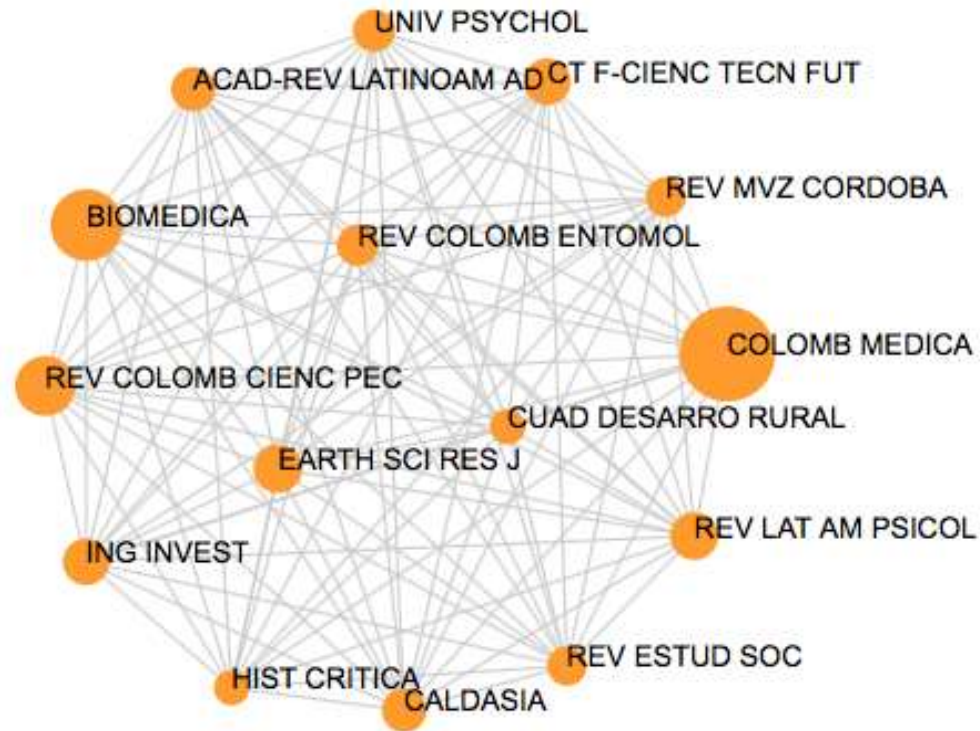 UNIV PSYCHOL
ACAD-REV LATINOAM AD
CT F-CIENC TECN FUT
REV MVZ CORDOBA
BIOMEDICA
REV COLOMB ENTOMOL
COLOMB MEDICA
REV COLOMB CIENC PEC
CUAD DESARRO RURAL
EARTH SCI RES J
REV LAT AM PSICOL
ING INVEST
REV ESTUD SOC
HIST CRITICA
CALDASIA